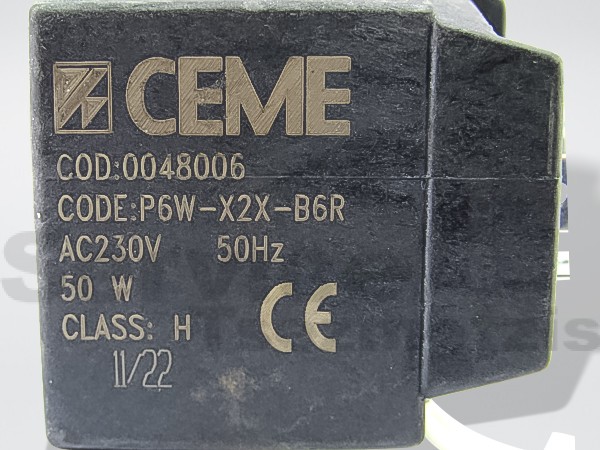 CEME
COD:0048006
CODE:P6W-X2X-B6R
AC230V 50Hz
50 W
CLASS: H
CE
11/22